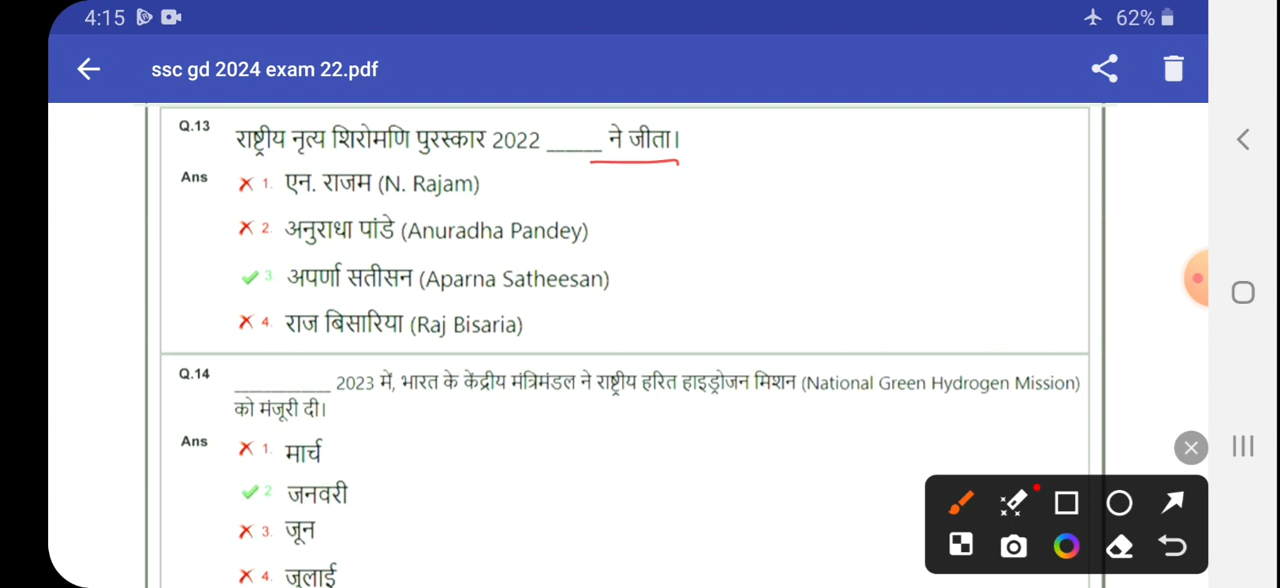 4:15
62%
ssc gd 2024 exam 22.pdf
Q.13
राष्ट्रीय नृत्य शिरोमणि पुरस्कार 2022 _____ ने जीता।
Ans
1. एन. राजम (N. Rajam)
2. अनुराधा पांडे (Anuradha Pandey)
3 अपर्णा सतीसन (Aparna Satheesan)
4. राज बिसारिया (Raj Bisaria)
Q.14
_________ 2023 में, भारत के केंद्रीय मंत्रिमंडल ने राष्ट्रीय हरित हाइड्रोजन मिशन (National Green Hydrogen Mission)
को मंजूरी दी।
Ans
1. मार्च
2 जनवरी
3. जून
4. जुलाई